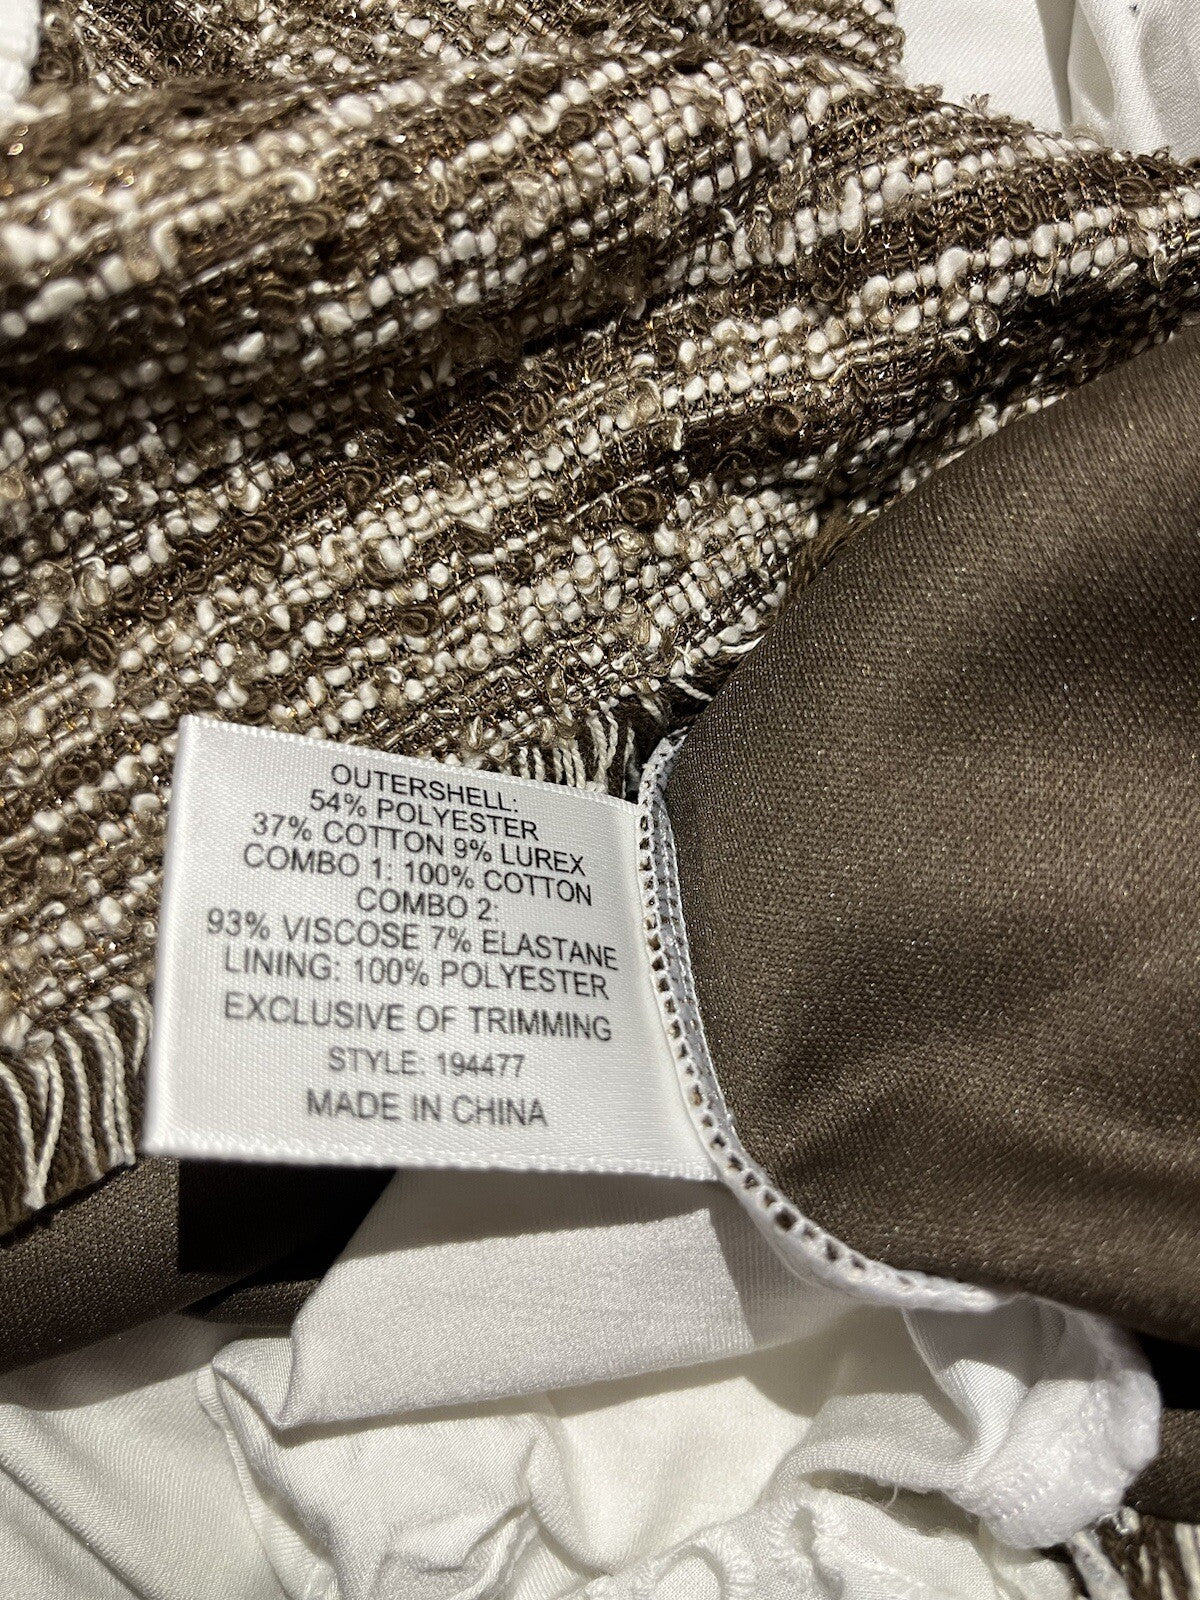 OUTERSHELL:
54% POLYESTER
37% COTTON 9% LUREX
COMBO 1: 100% COTTON
COMBO 2:
93% VISCOSE 7% ELASTANE
LINING: 100% POLYESTER
EXCLUSIVE OF TRIMMING
STYLE: 194477
MADE IN CHINA